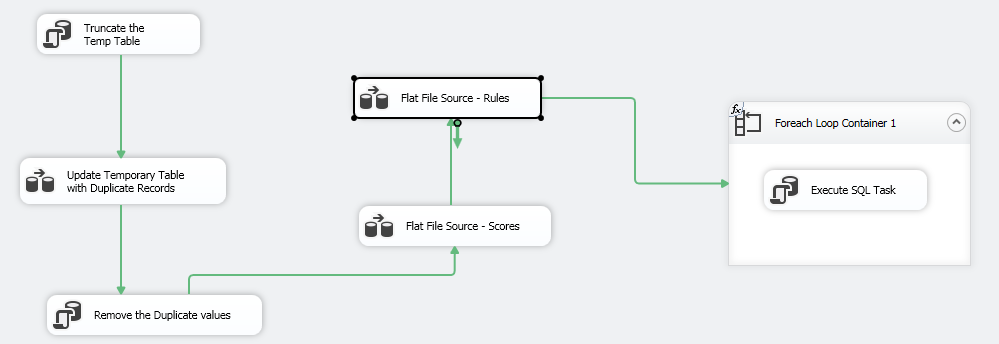 Truncate the
Temp Table
Update Temporary Table
with Duplicate Records
Remove the Duplicate values
Flat File Source - Scores
Flat File Source - Rules
fx
Foreach Loop Container 1
Execute SQL Task